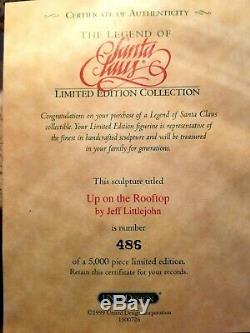 CERTIFICATE OF AUTHENTICITY
THE LEGEND OF
Santa
Claus
LIMITED EDITION COLLECTION
Congratulations on your purchase of a Legend of Santa Claus
collectible. Your Limited Edition figurine is representative of
the finest in handcrafted sculpture and will be treasured
in your family for generations.
This sculpture titled
Up on the Rooftop
by Jeff Littlejohn
is number
486
of a 5,000 piece limited edition.
Retain this certificate for your records.
©1999 United Design Corporation